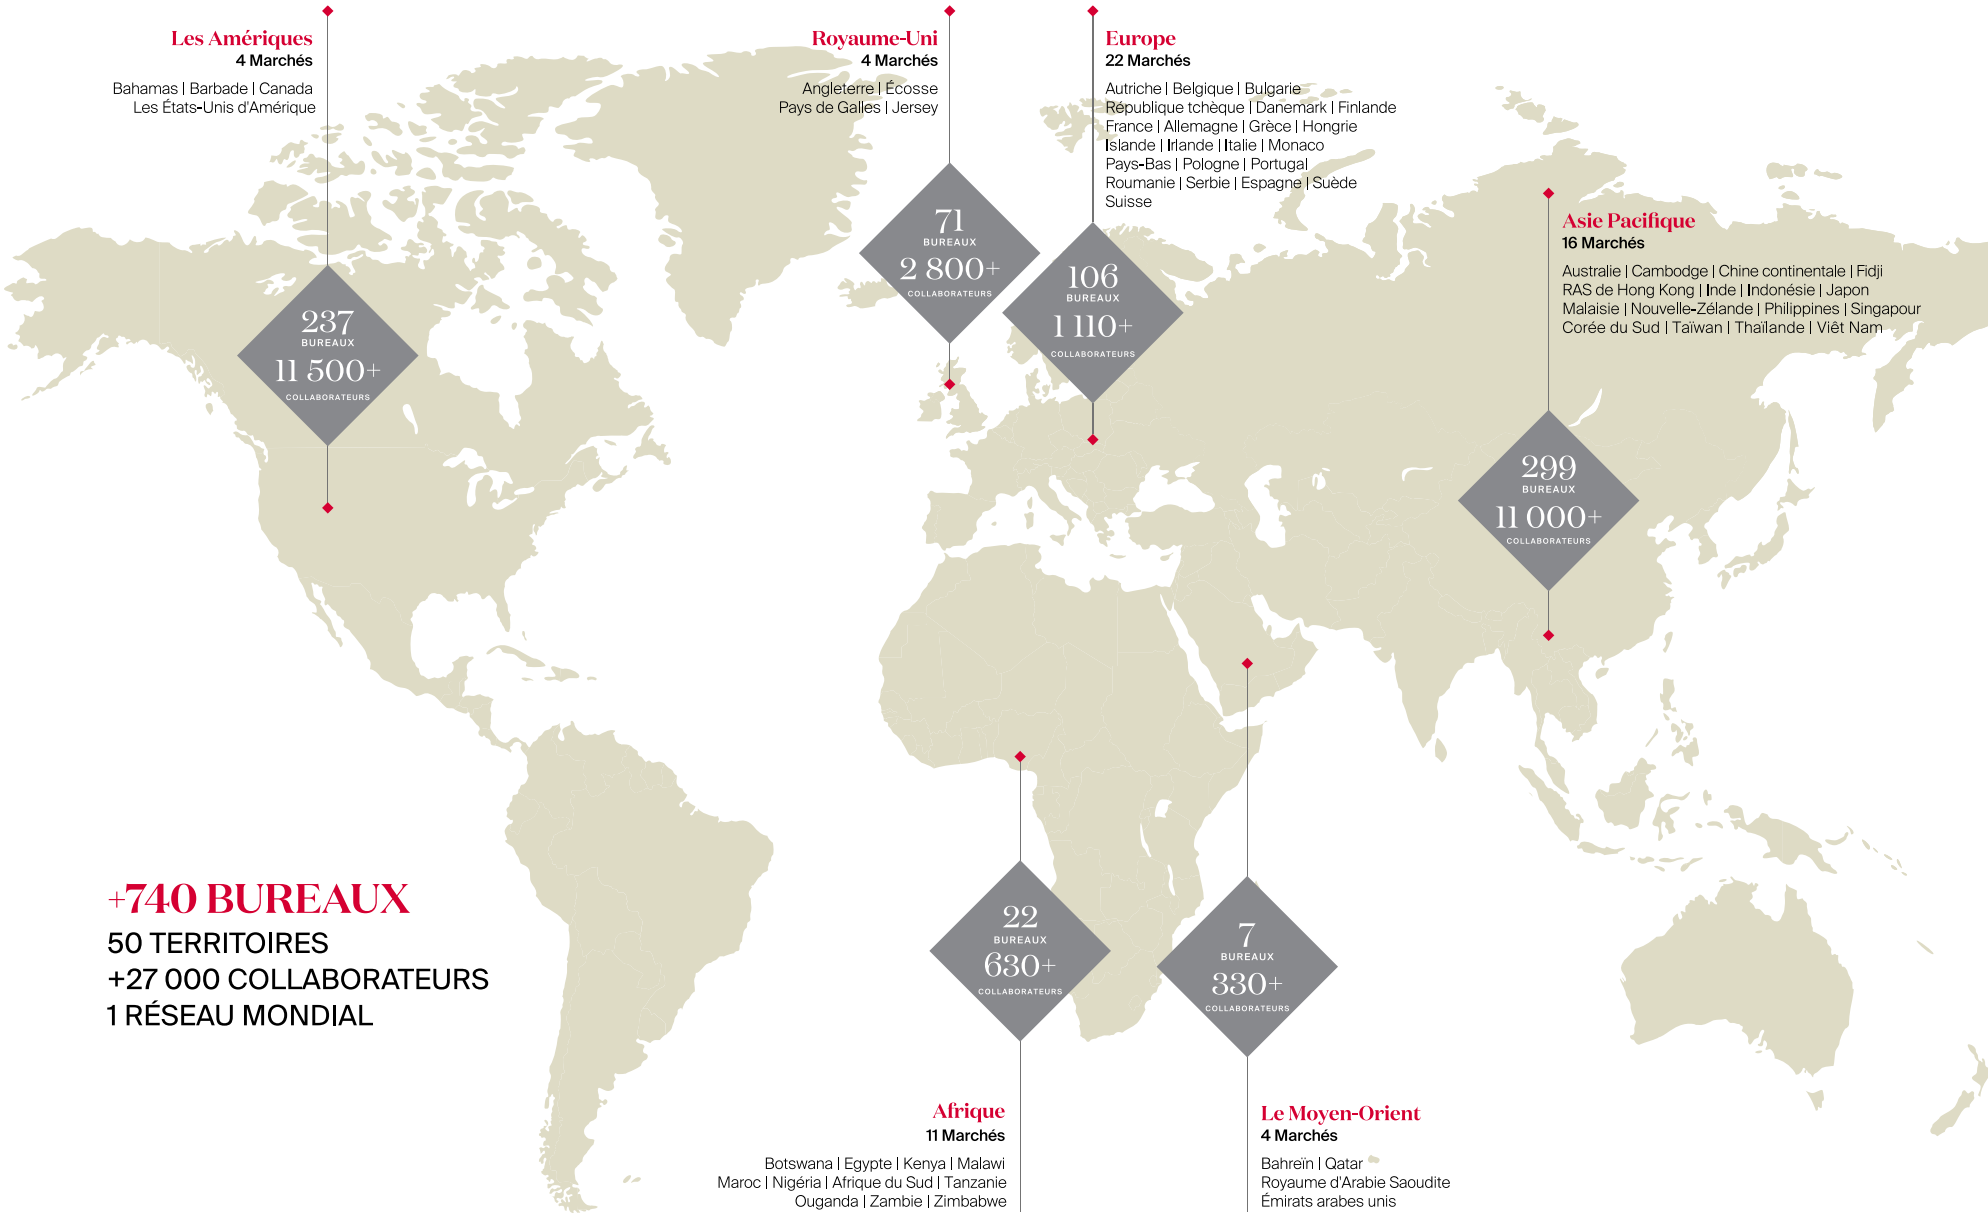 Les Amériques
4 Marchés
Bahamas | Barbade | Canada
Les États-Unis d'Amérique
237
BUREAUX
11 500+
COLLABORATEURS
Royaume-Uni
4 Marchés
Angleterre | Écosse
Pays de Galles | Jersey
71
BUREAUX
2 800+
COLLABORATEURS
Europe
22 Marchés
Autriche | Belgique | Bulgarie
République tchèque | Danemark | Finlande
France | Allemagne | Grèce | Hongrie
Islande | Irlande | Italie | Monaco
Pays-Bas | Pologne | Portugal
Roumanie | Serbie | Espagne | Suède
Suisse
106
BUREAUX
1 110+
COLLABORATEURS
Asie Pacifique
16 Marchés
Australie | Cambodge | Chine continentale | Fidji
RAS de Hong Kong | Inde | Indonésie | Japon
Malaisie | Nouvelle-Zélande | Philippines | Singapour
Corée du Sud | Taïwan | Thaïlande | Viêt Nam
299
BUREAUX
11 000+
COLLABORATEURS
+740 BUREAUX
50 TERRITOIRES
+27 000 COLLABORATEURS
1 RÉSEAU MONDIAL
22
BUREAUX
630+
COLLABORATEURS
Afrique
11 Marchés
Botswana | Egypte | Kenya | Malawi
Maroc | Nigéria | Afrique du Sud | Tanzanie
Ouganda | Zambie | Zimbabwe
7
BUREAUX
330+
COLLABORATEURS
Le Moyen-Orient
4 Marchés
Bahreïn | Qatar
Royaume d'Arabie Saoudite
Émirats arabes unis